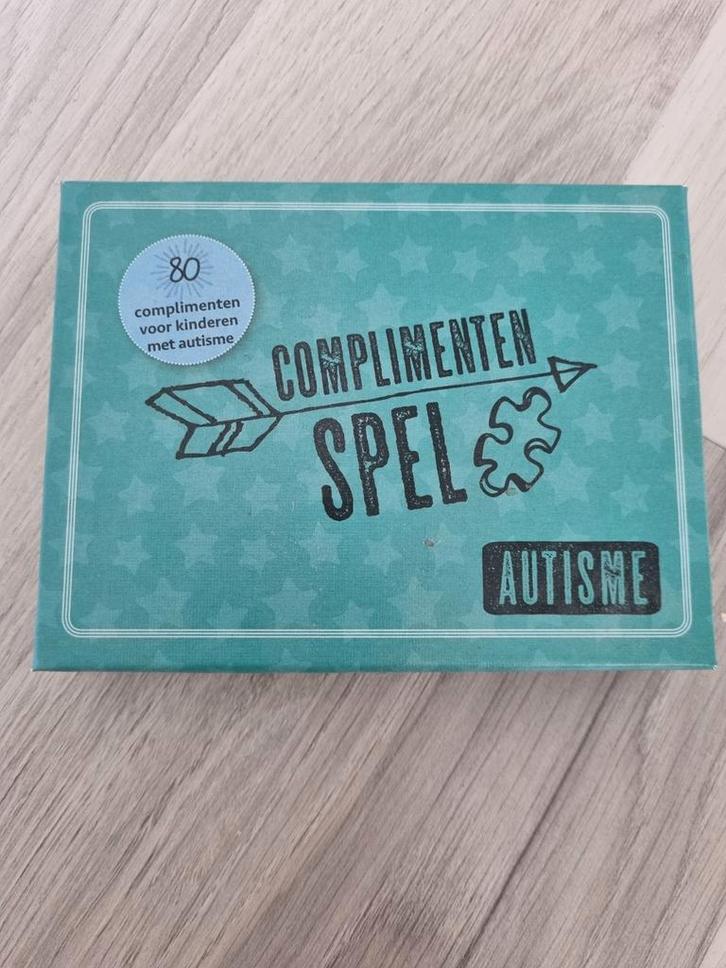 80
complimenten
voor kinderen
met autisme
COMPLIMENTEN
SPEL
AUTISME